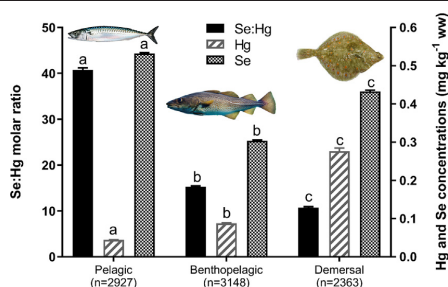 50
40
30
20
10
0
Se:Hg molar ratio
0.6
0.5
0.4
0.3
0.2
0.1
0.0
Hg and Se concentrations (mg kg⁻¹ ww)
Se:Hg
Hg
Se
a
a
a
b
b
b
c
c
c
Pelagic
(n=2927)
Benthopelagic
(n=3148)
Demersal
(n=2363)